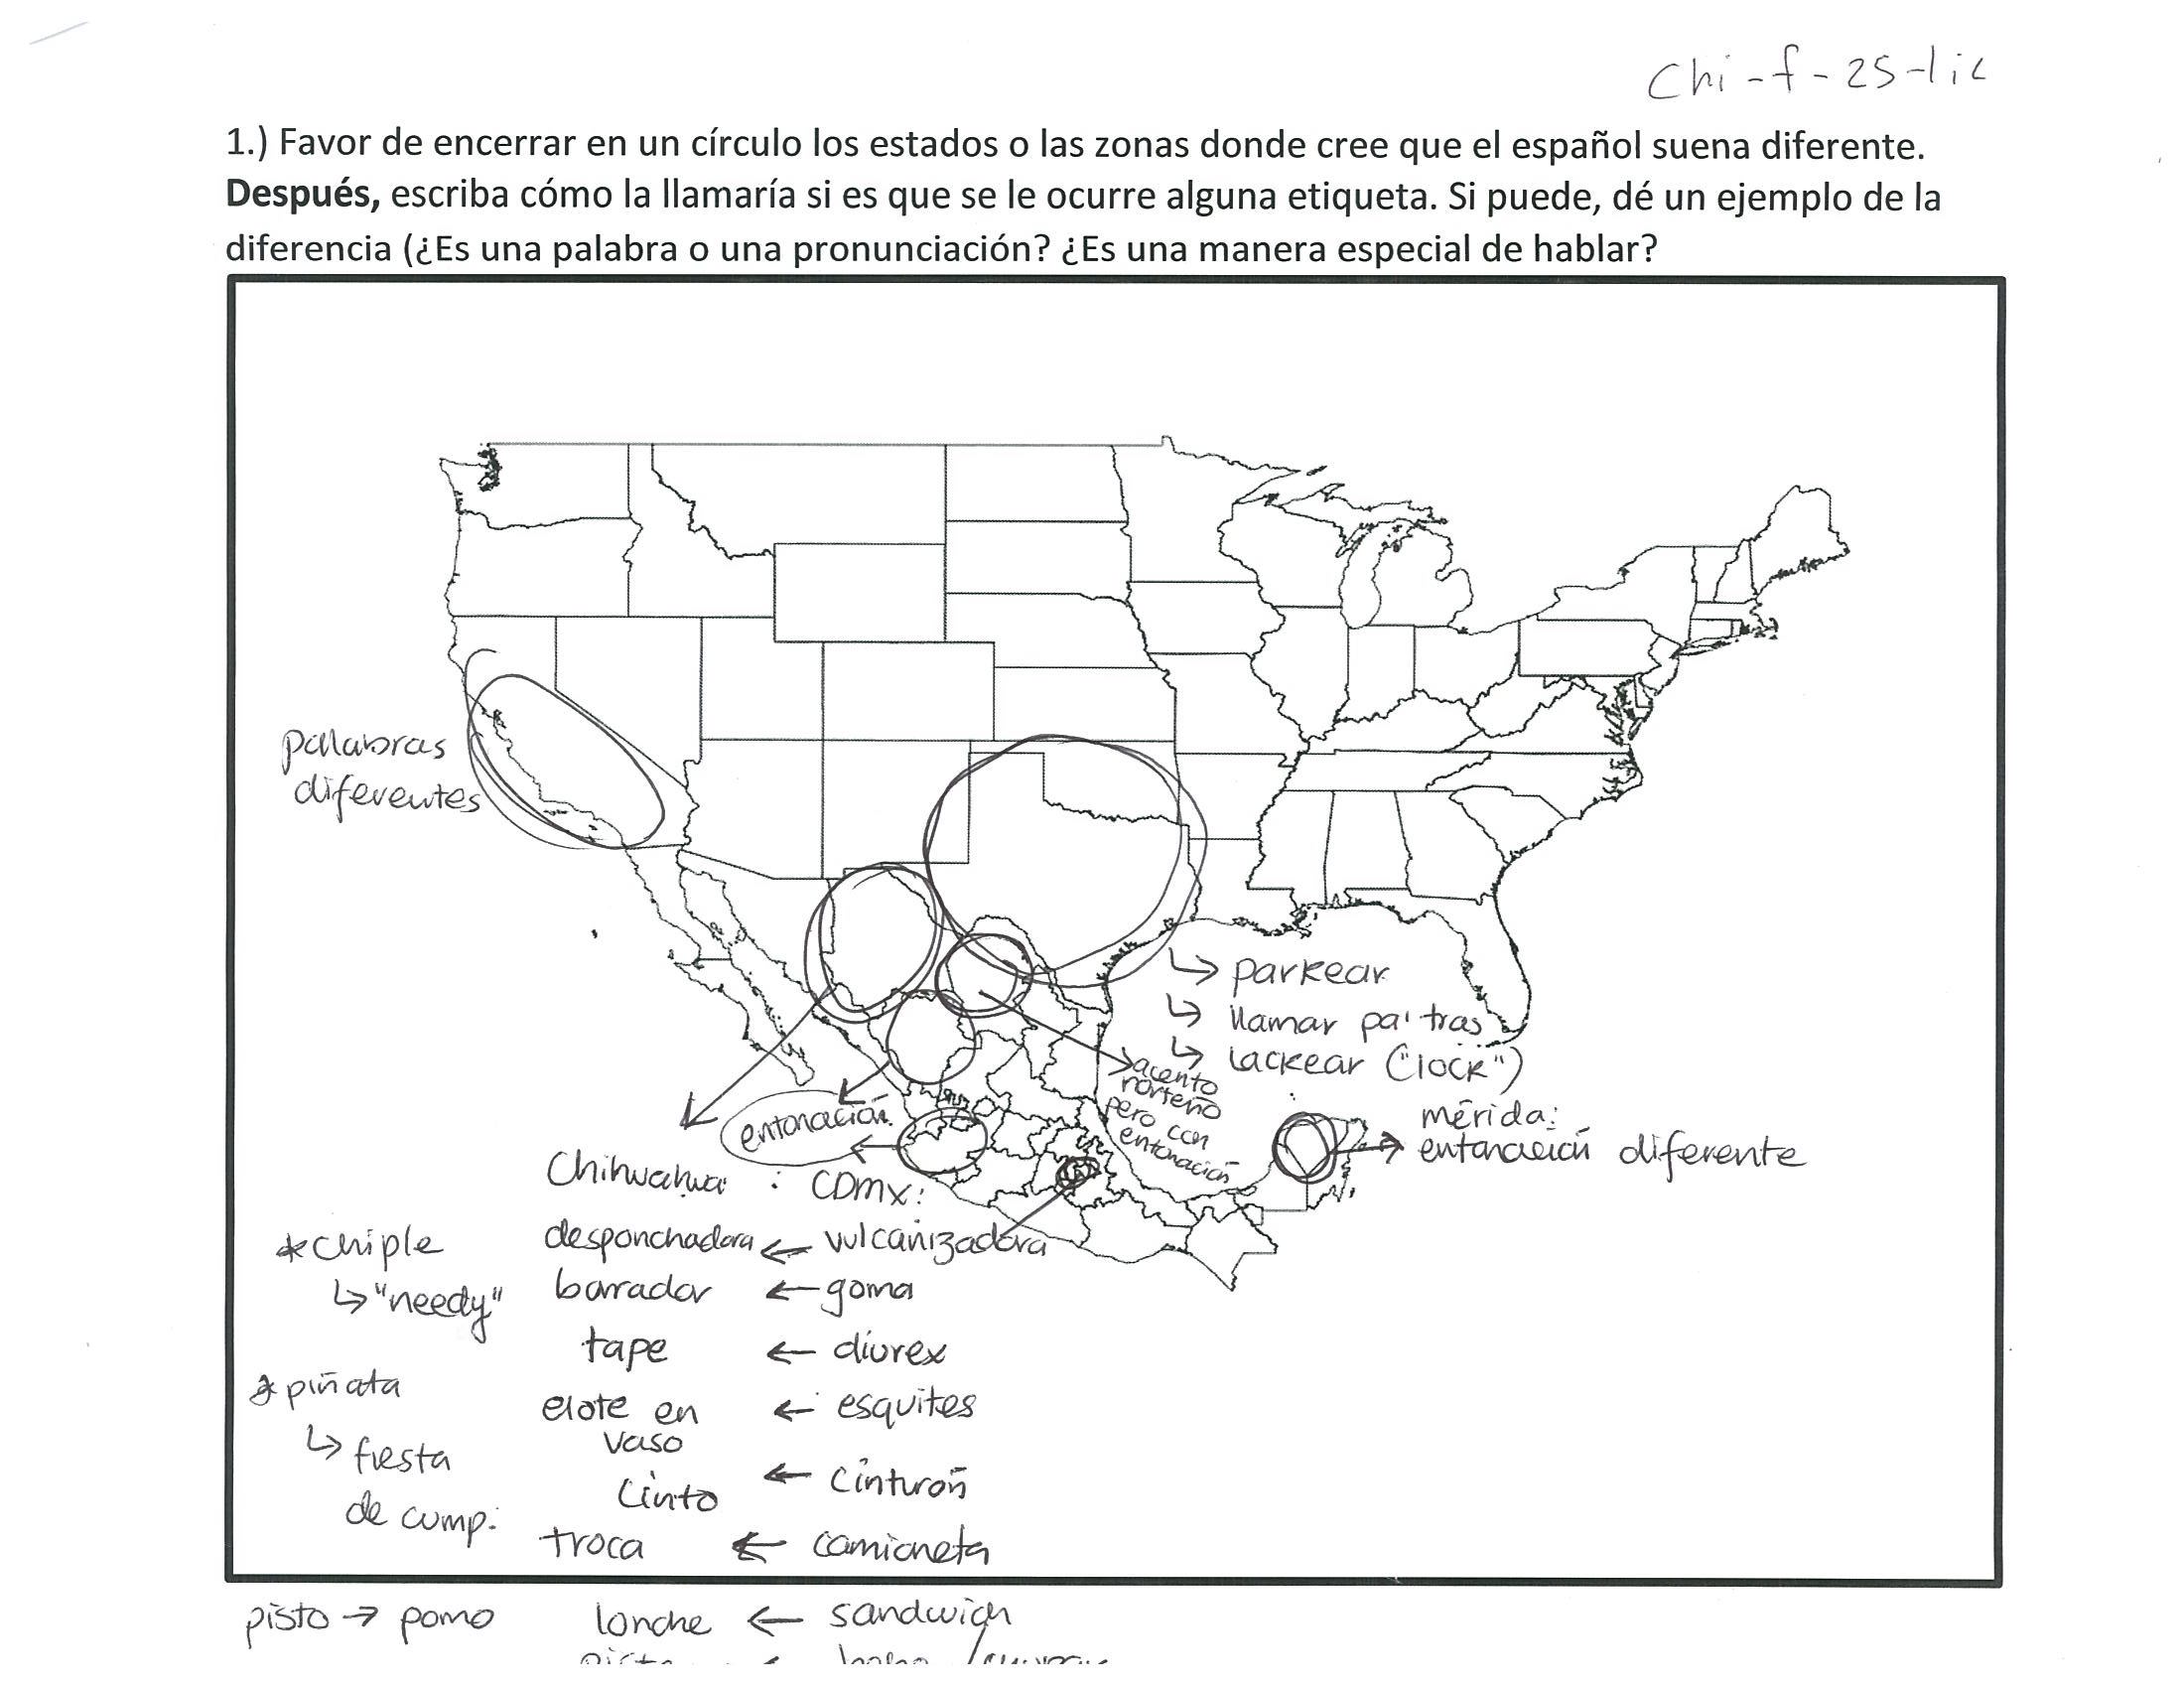 Chi-f-25-lic
1.) Favor de encerrar en un círculo los estados o las zonas donde cree que el español suena diferente.
Después, escriba cómo la llamaría si es que se le ocurre alguna etiqueta. Si puede, dé un ejemplo de la
diferencia (¿Es una palabra o una pronunciación? ¿Es una manera especial de hablar?
palabras
diferentes
→ parkear
→ llamar pa' tras
→ lackear ("lock")
acento
norteño
pero con
entonación
entonación
mérida:
entonación diferente
Chihuahua : CDMX:
desponchadora ← vulcanizadora
borrador ← goma
tape ← diurex
elote en vaso ← esquites
cinto ← cinturón
troca ← camioneta
lonche ← sandwich
* chiple
↳ "needy"
* piñata
↳ fiesta
de cump.
pisto → pomo